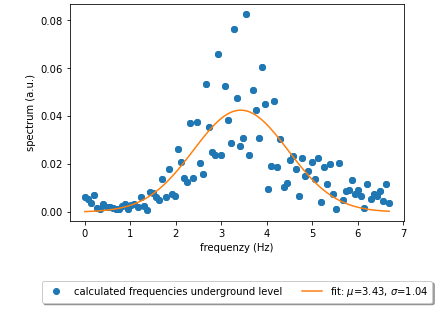 0.08
0.06
0.04
0.02
0.00
spectrum (a.u.)
0 1 2 3 4 5 6 7
frequenzy (Hz)
calculated frequencies underground level
fit: μ=3.43, σ=1.04